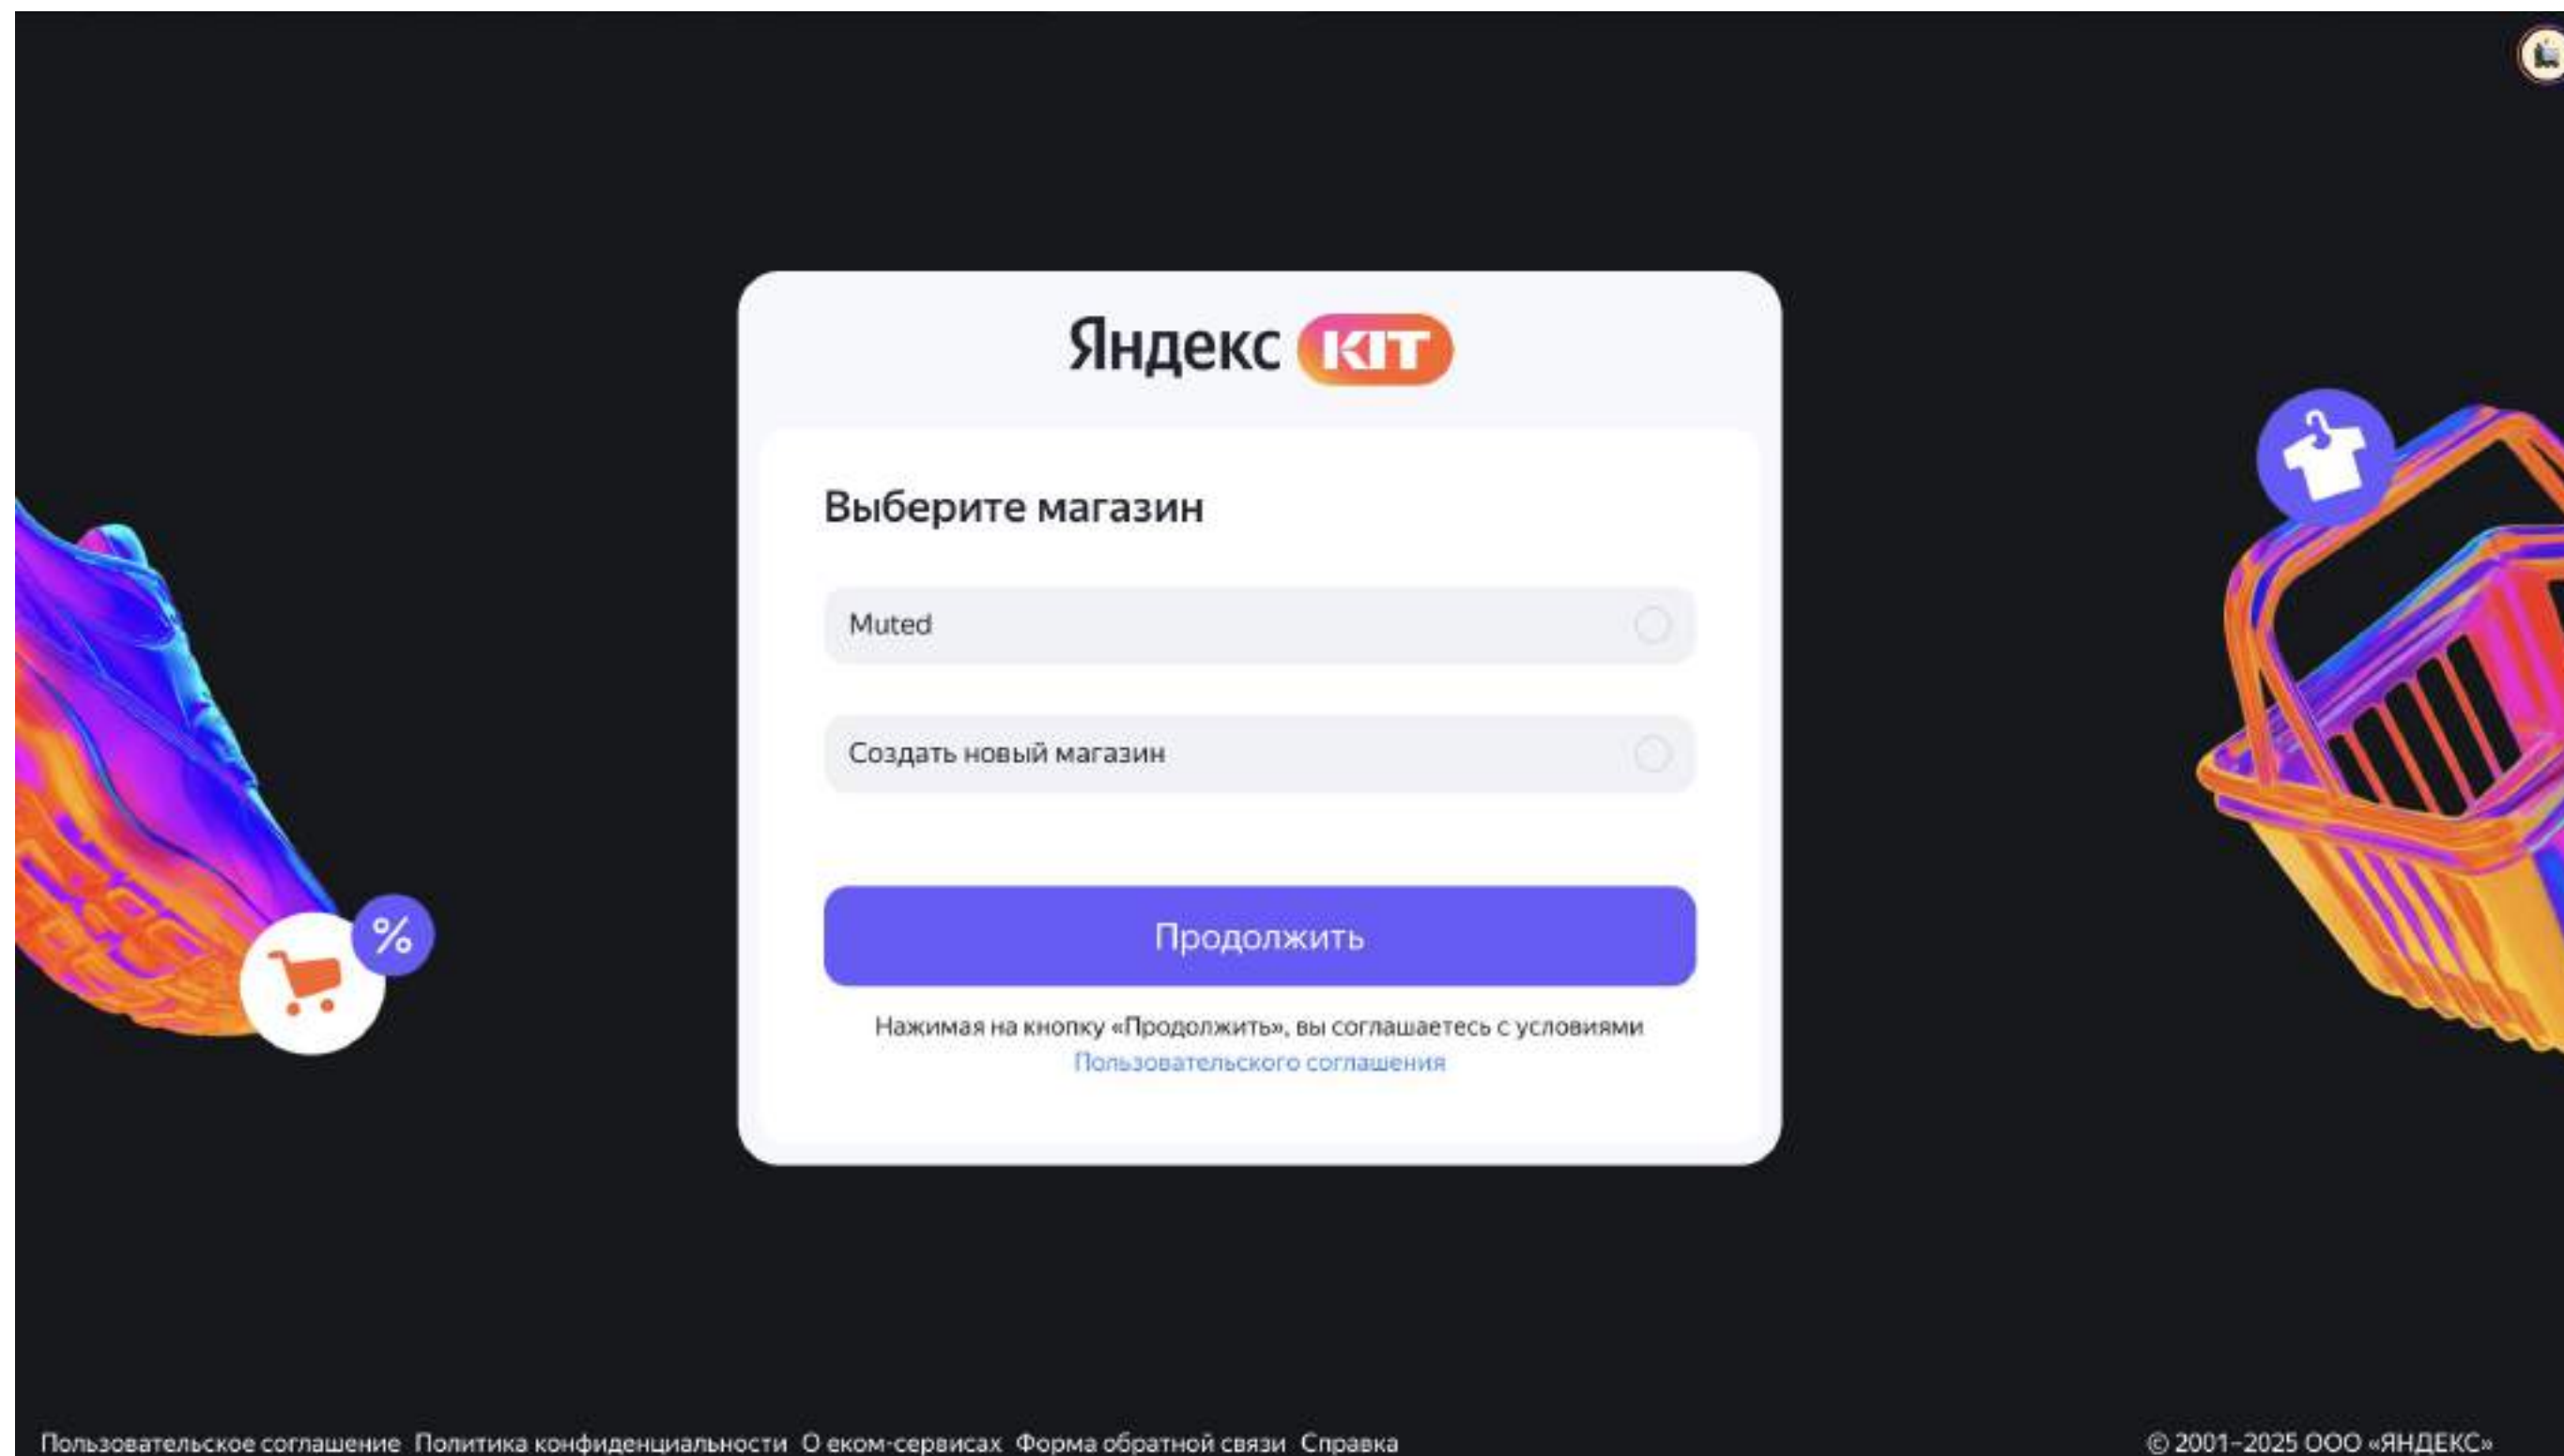 Яндекс KIT
Выберите магазин
Muted
Создать новый магазин
Продолжить
Нажимая на кнопку «Продолжить», вы соглашаетесь с условиями
Пользовательского соглашения
%
Пользовательское соглашение Политика конфиденциальности О еком-сервисах Форма обратной связи Справка
© 2001–2025 ООО «ЯНДЕКС»